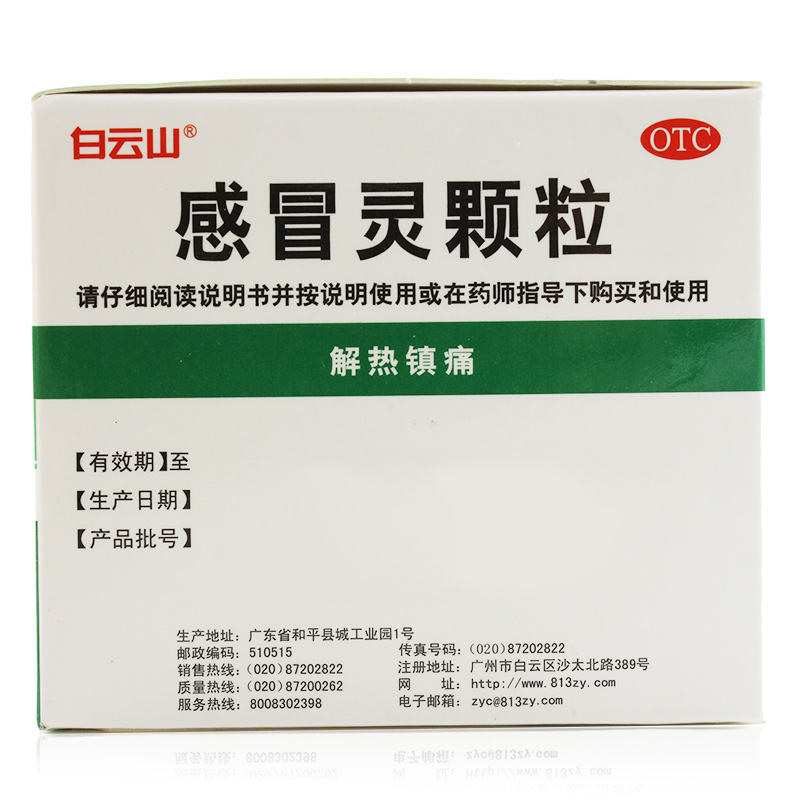 白云山®
OTC
感冒灵颗粒
请仔细阅读说明书并按说明使用或在药师指导下购买和使用
解热镇痛
【有效期】至
【生产日期】
【产品批号】
生产地址：广东省和平县城工业园1号
邮政编码：510515
传真号码：(020)87202822
销售热线：(020)87202822
注册地址：广州市白云区沙太北路389号
质量热线：(020)87200262
网　　址：http://www.813zy.com
服务热线：8008302398
电子邮箱：zyc@813zy.com